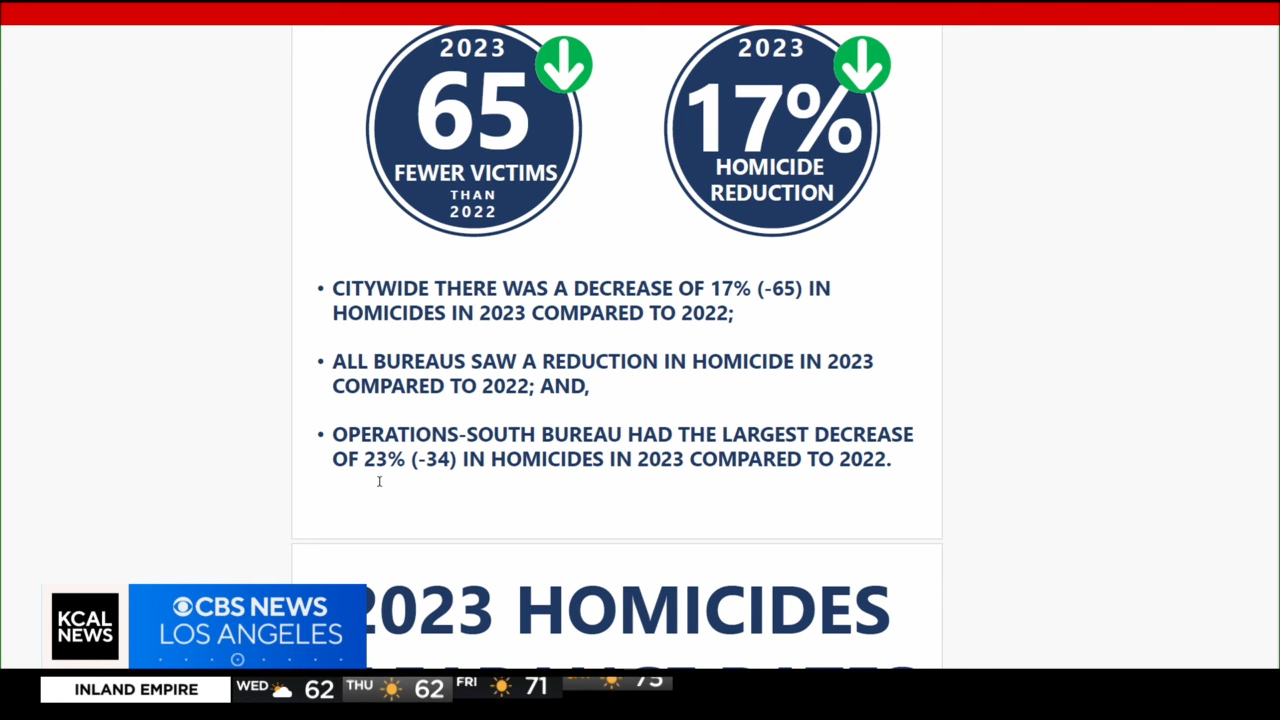 2023
65
FEWER VICTIMS
THAN
2022
2023
17%
HOMICIDE
REDUCTION
• CITYWIDE THERE WAS A DECREASE OF 17% (-65) IN
HOMICIDES IN 2023 COMPARED TO 2022;
• ALL BUREAUS SAW A REDUCTION IN HOMICIDE IN 2023
COMPARED TO 2022; AND,
• OPERATIONS-SOUTH BUREAU HAD THE LARGEST DECREASE
OF 23% (-34) IN HOMICIDES IN 2023 COMPARED TO 2022.
2023 HOMICIDES
KCAL
NEWS
CBS NEWS
LOS ANGELES
INLAND EMPIRE
WED 62 THU 62 FRI 71 75